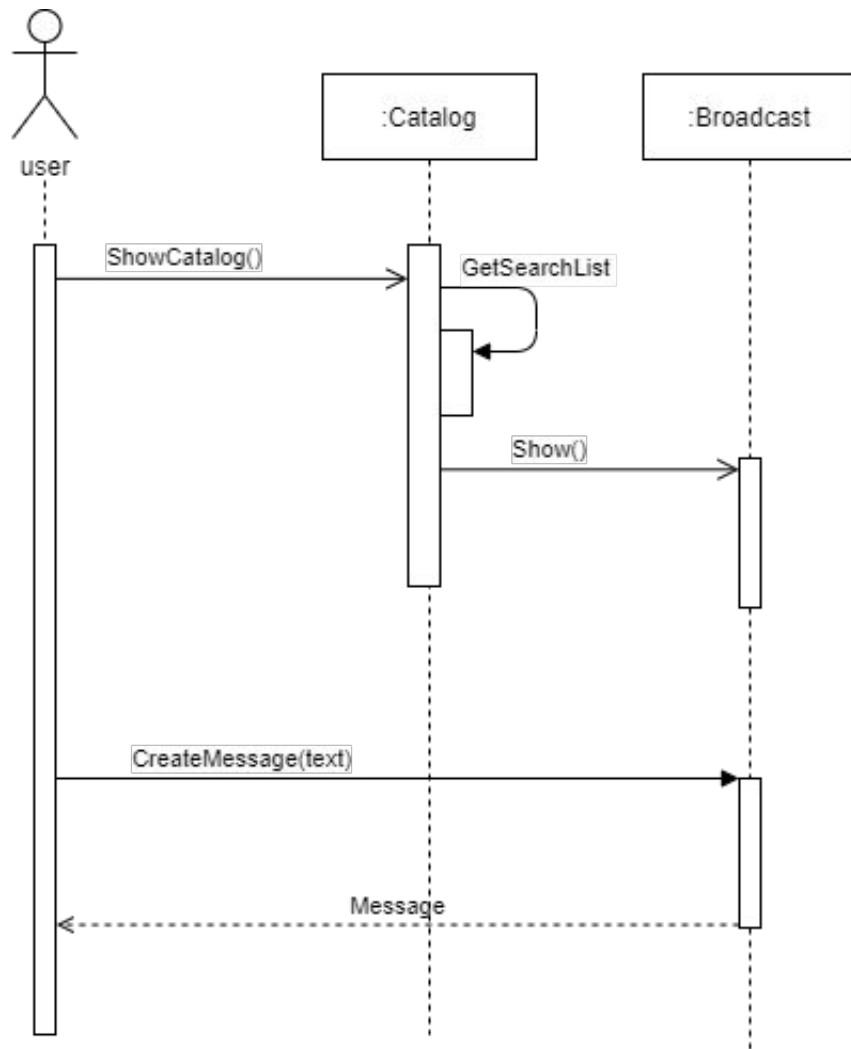 user
:Catalog
:Broadcast
ShowCatalog()
GetSearchList
Show()
CreateMessage(text)
Message